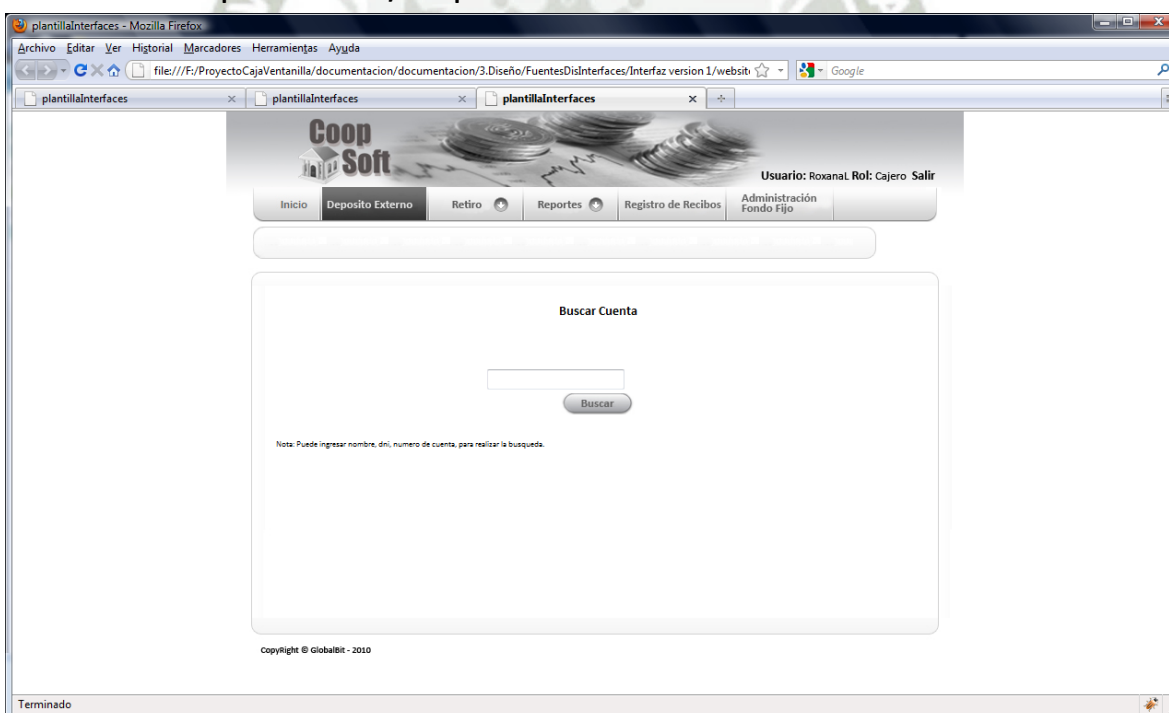 plantillaInterfaces - Mozilla Firefox
Archivo Editar Ver Historial Marcadores Herramientas Ayuda
file:///F:/ProyectoCajaVentanilla/documentacion/documentacion/3.Diseño/FuentesDisInterfaces/Interfaz version 1/websit Google
plantillaInterfaces plantillaInterfaces plantillaInterfaces
Coop
Soft
Usuario: RoxanaL Rol: Cajero Salir
Inicio Deposito Externo Retiro Reportes Registro de Recibos Administración Fondo Fijo
Buscar Cuenta
Buscar
Nota: Puede ingresar nombre, dni, numero de cuenta, para realizar la busqueda.
CopyRight © GlobalBit - 2010
Terminado